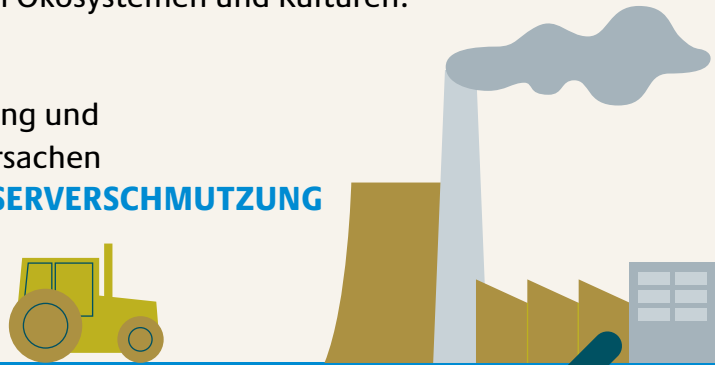 Ökosystemen und Kulturen.
ng und
rsachen
SERVERSCHMUTZUNG